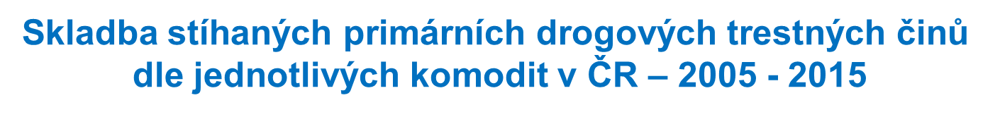 Skladba stíhaných primárních drogových trestných činů
dle jednotlivých komodit v ČR – 2005 - 2015